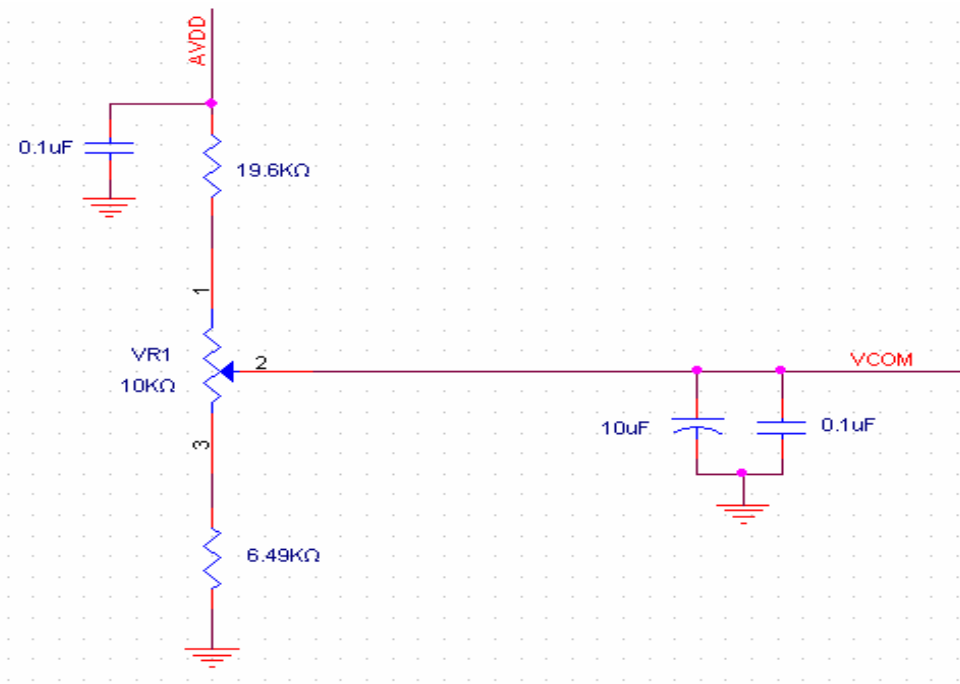 AVDD
0.1uF
19.6KΩ
1
VR1
10KΩ
2
VCOM
10uF
0.1uF
3
6.49KΩ